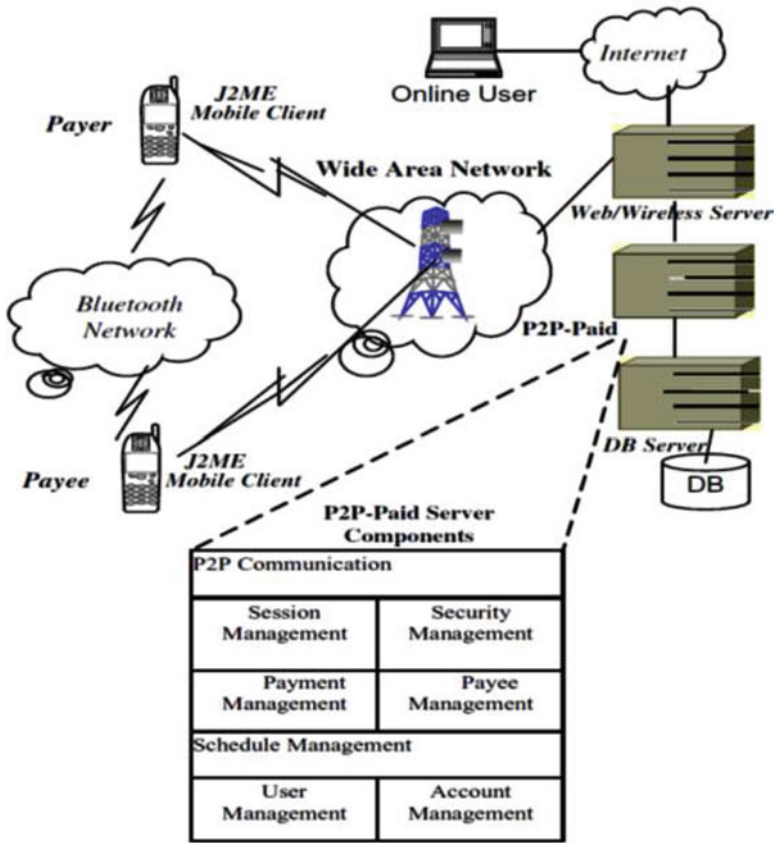 Internet
Online User
J2ME
Mobile Client
Payer
Wide Area Network
Web/Wireless Server
Bluetooth
Network
P2P-Paid
DB Server
DB
J2ME
Mobile Client
Payee
P2P-Paid Server
Components
P2P Communication
Session
Management
Security
Management
Payment
Management
Payee
Management
Schedule Management
User
Management
Account
Management